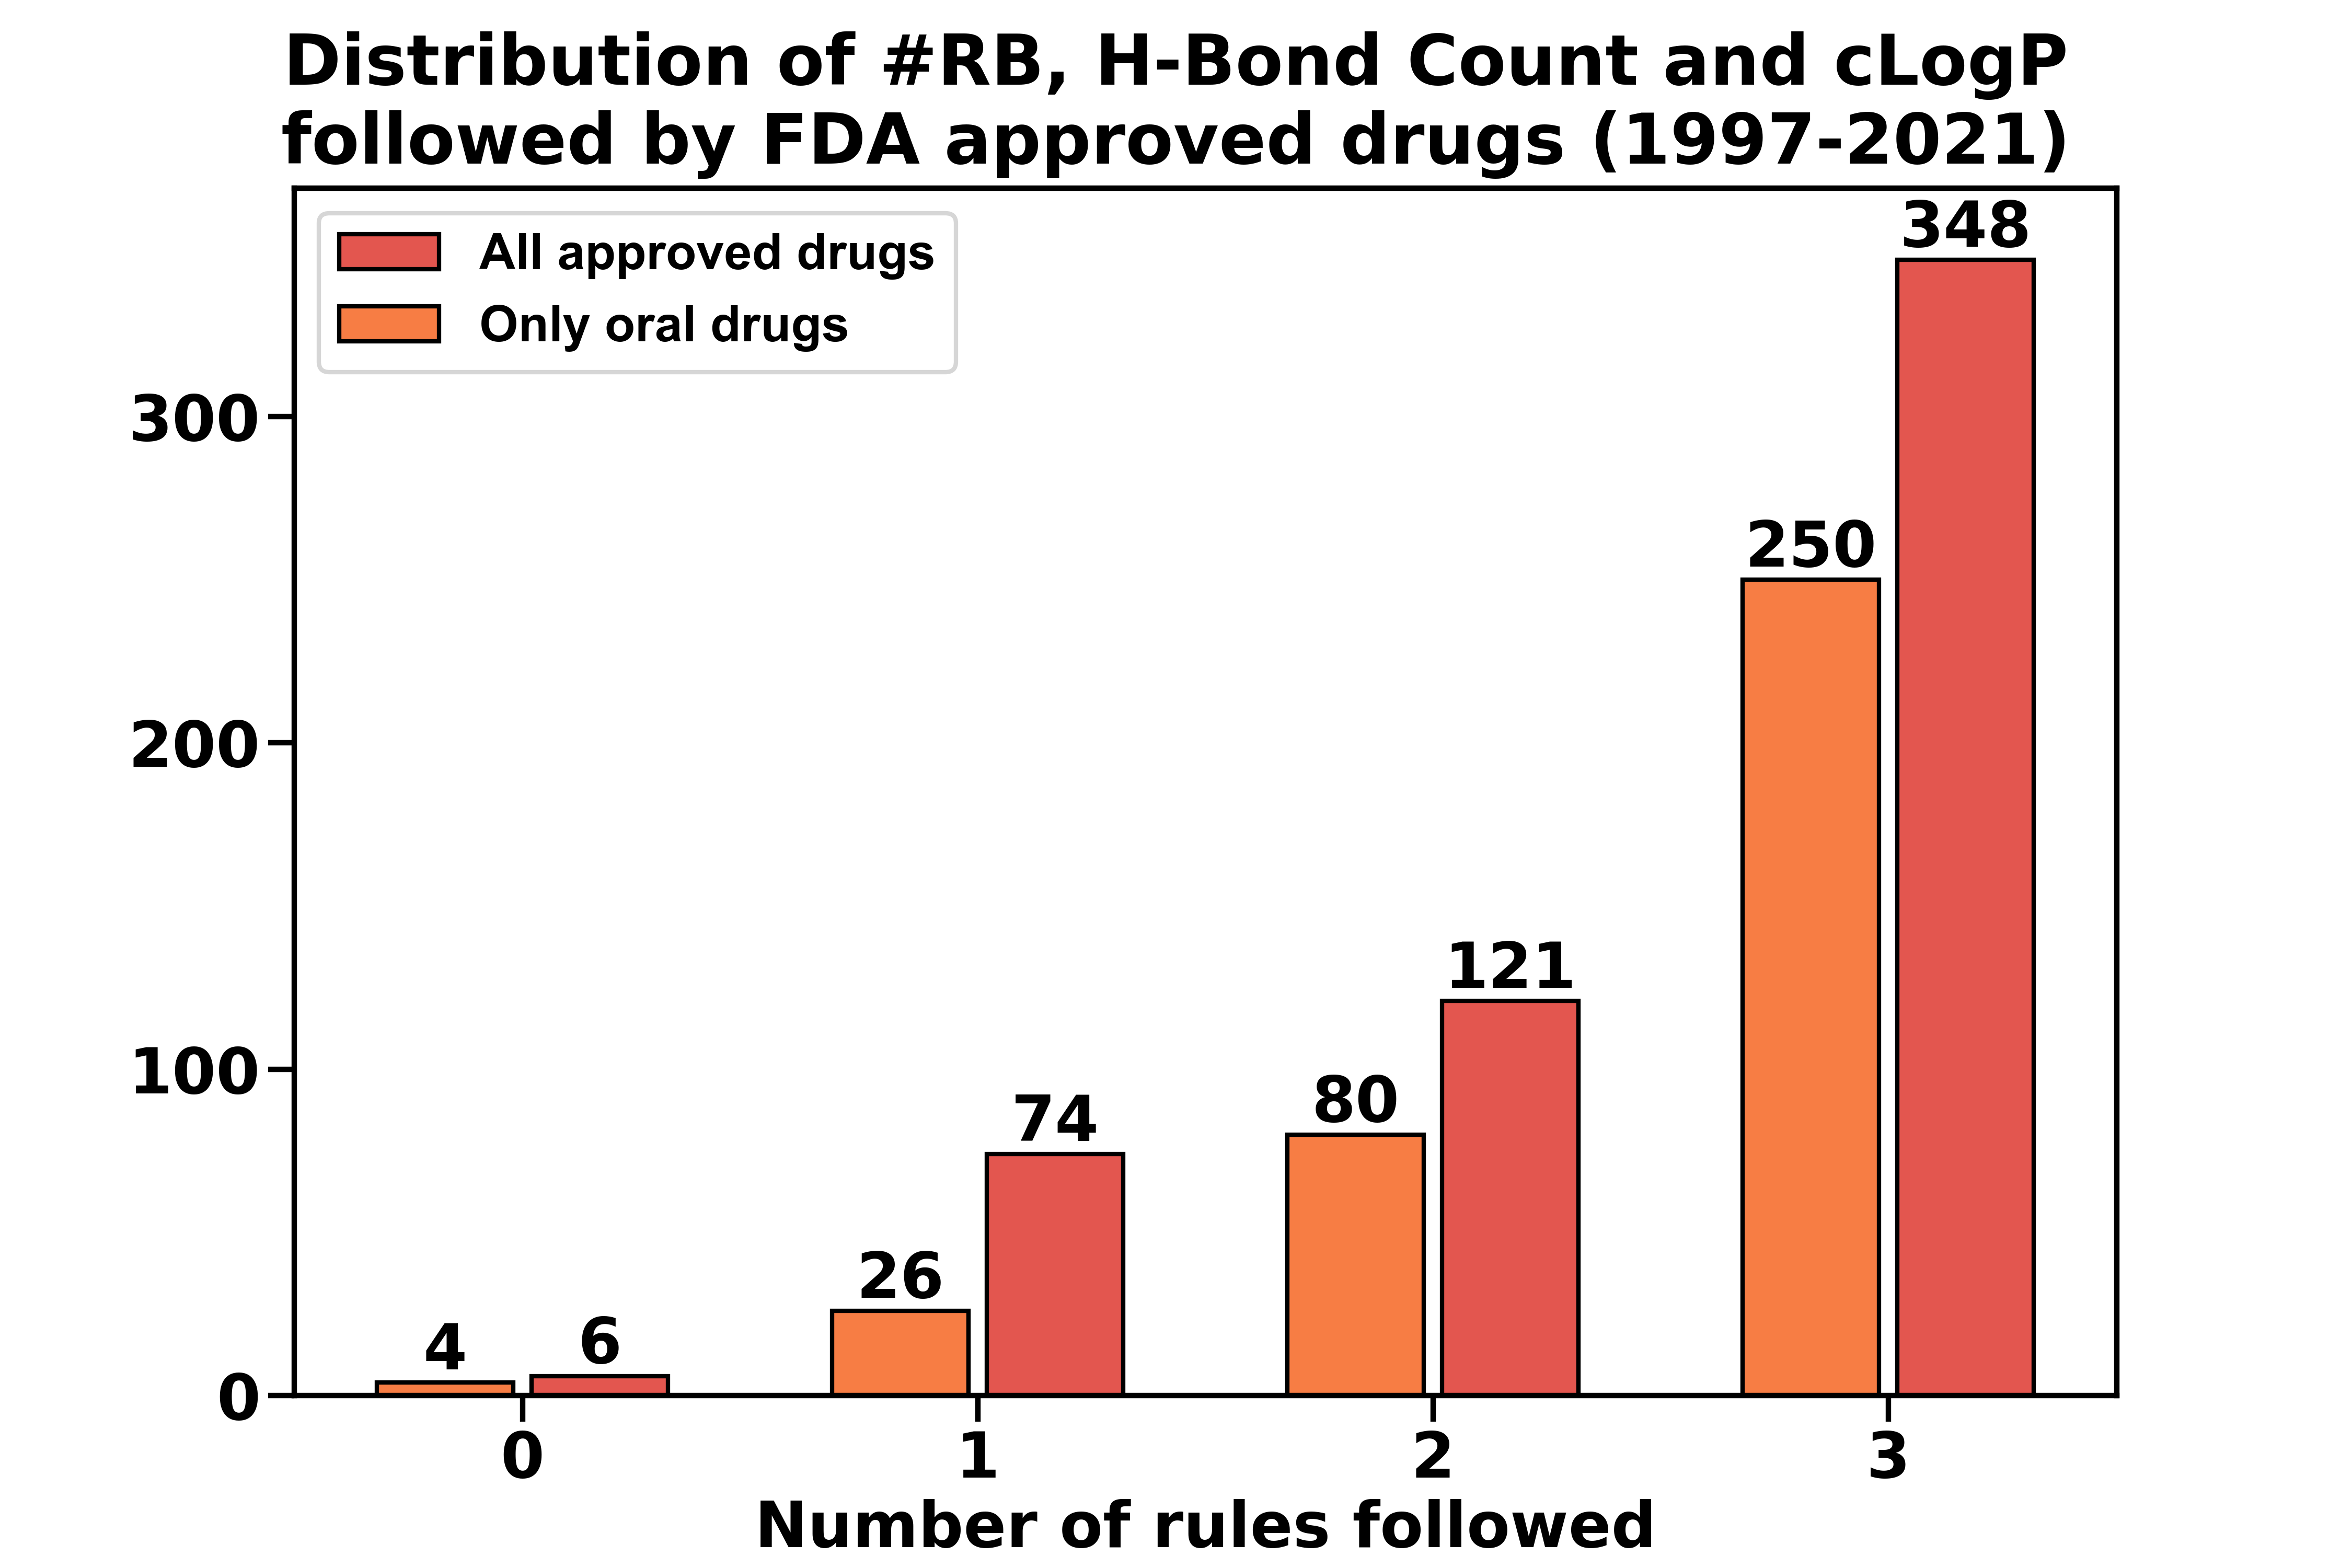 Distribution of #RB, H-Bond Count and cLogP
followed by FDA approved drugs (1997-2021)
All approved drugs
Only oral drugs
348
300
250
200
121
100
80
74
26
4
6
0
0 1 2 3
Number of rules followed